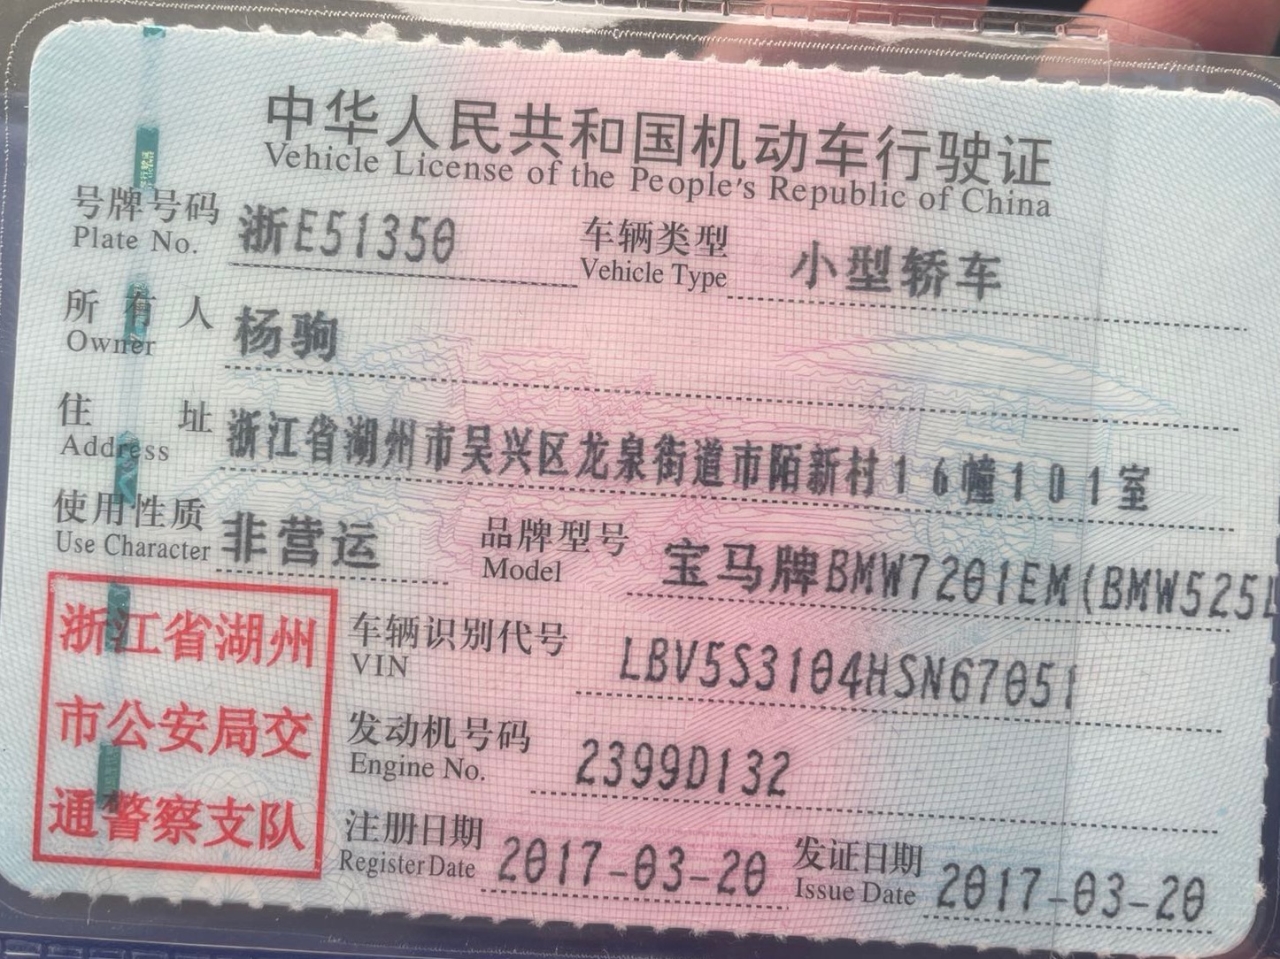 中华人民共和国机动车行驶证
Vehicle License of the People's Republic of China
号牌号码 浙E51350 车辆类型 小型轿车
Plate No. Vehicle Type
所有人 杨驹
Owner
住址 浙江省湖州市吴兴区龙泉街道市陌新村16幢101室
Address
使用性质 非营运 品牌型号 宝马牌BMW7201EM(BMW525L
Use Character Model
浙江省湖州
市公安局交
通警察支队
车辆识别代号 LBV5S3104HSN67051
VIN
发动机号码 2399D132
Engine No.
注册日期 2017-03-20 发证日期 2017-03-20
Register Date Issue Date